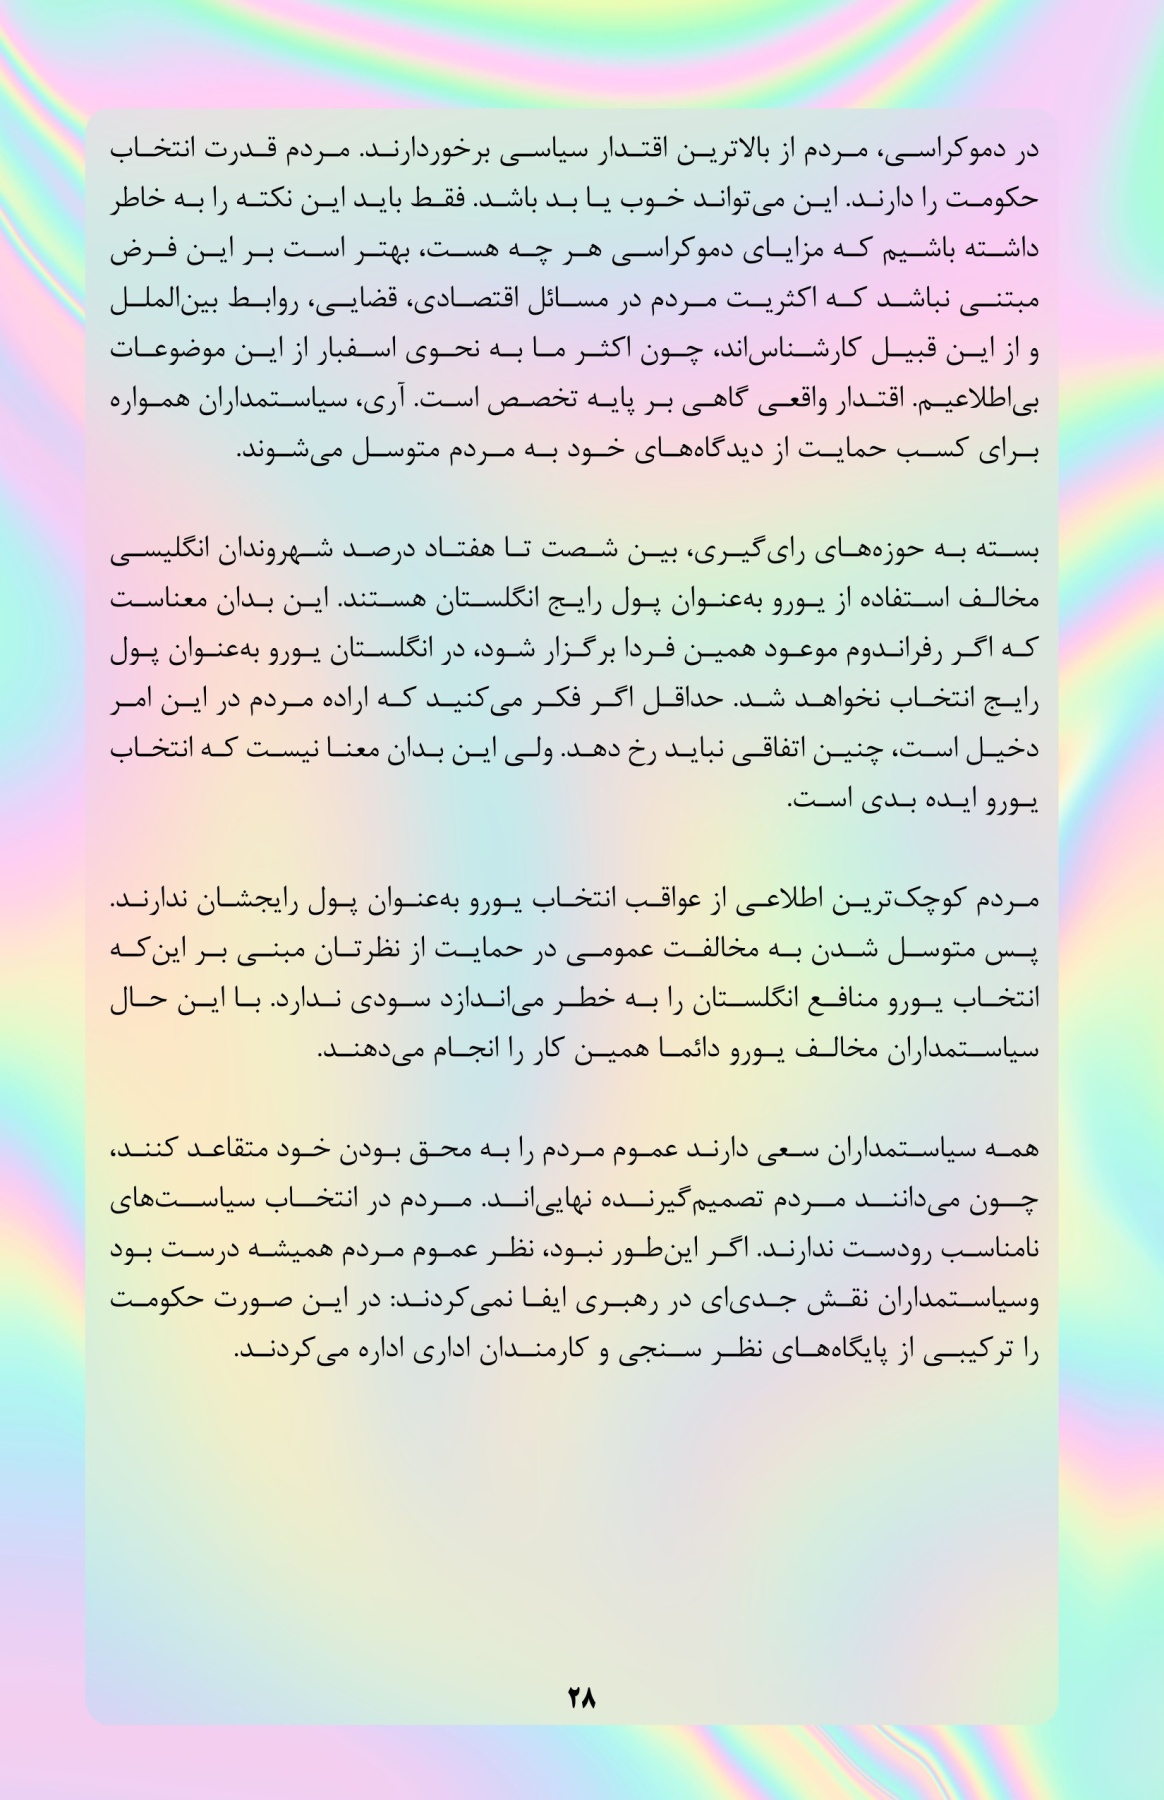 در دموکراسی، مردم از بالاترین اقتدار سیاسی برخوردارند. مردم قدرت انتخاب
حکومت را دارند. این می‌تواند خوب یا بد باشد. فقط باید این نکته را به خاطر
داشته باشیم که مزایای دموکراسی هر چه هست، بهتر است بر این فرض
مبتنی نباشد که اکثریت مردم در مسائل اقتصادی، قضایی، روابط بین‌الملل
و از این قبیل کارشناس‌اند، چون اکثر ما به نحوی اسفبار از این موضوعات
بی‌اطلاعیم. اقتدار واقعی گاهی بر پایه تخصص است. آری، سیاستمداران همواره
برای کسب حمایت از دیدگاه‌های خود به مردم متوسل می‌شوند.
بسته به حوزه‌های رای‌گیری، بین شصت تا هفتاد درصد شهروندان انگلیسی
مخالف استفاده از یورو به‌عنوان پول رایج انگلستان هستند. این بدان معناست
که اگر رفراندوم موعود همین فردا برگزار شود، در انگلستان یورو به‌عنوان پول
رایج انتخاب نخواهد شد. حداقل اگر فکر می‌کنید که اراده مردم در این امر
دخیل است، چنین اتفاقی نباید رخ دهد. ولی این بدان معنا نیست که انتخاب
یورو ایده بدی است.
مردم کوچک‌ترین اطلاعی از عواقب انتخاب یورو به‌عنوان پول رایجشان ندارند.
پس متوسل شدن به مخالفت عمومی در حمایت از نظرتان مبنی بر این‌که
انتخاب یورو منافع انگلستان را به خطر می‌اندازد سودی ندارد. با این حال
سیاستمداران مخالف یورو دائما همین کار را انجام می‌دهند.
همه سیاستمداران سعی دارند عموم مردم را به محق بودن خود متقاعد کنند،
چون می‌دانند مردم تصمیم‌گیرنده نهایی‌اند. مردم در انتخاب سیاست‌های
نامناسب رودست ندارند. اگر این‌طور نبود، نظر عموم مردم همیشه درست بود
وسیاستمداران نقش جدی‌ای در رهبری ایفا نمی‌کردند: در این صورت حکومت
را ترکیبی از پایگاه‌های نظر سنجی و کارمندان اداری اداره می‌کردند.
۲۸